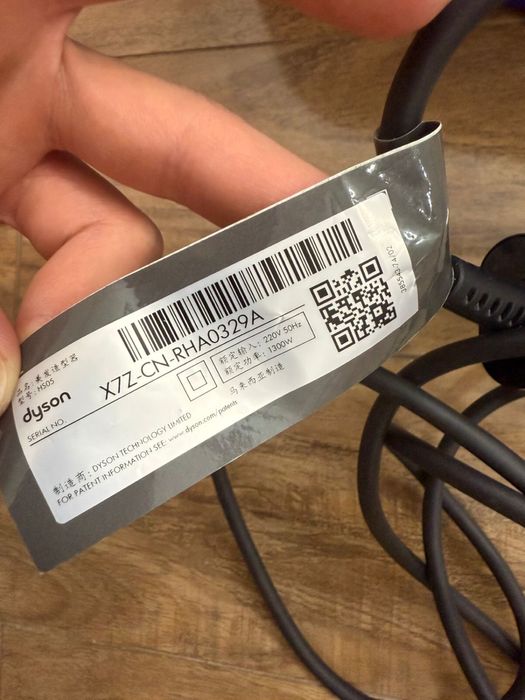 品名: 美发造型器
型号: HS05
dyson
SERIAL NO.
X7Z-CN-RHA0329A
额定输入: 220V 50Hz
额定功率: 1300W
马来西亚制造
制造商: DYSON TECHNOLOGY LIMITED
FOR PATENT INFORMATION SEE: www.dyson.com/patents